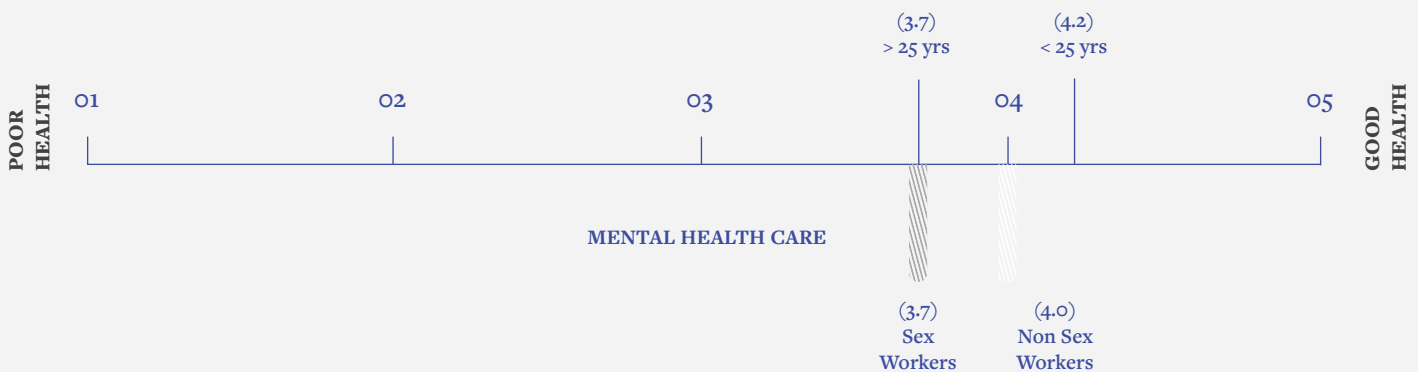 (3.7)
> 25 yrs
(4.2)
< 25 yrs
POOR
HEALTH
01
02
03
04
05
GOOD
HEALTH
MENTAL HEALTH CARE
(3.7)
Sex
Workers
(4.0)
Non Sex
Workers